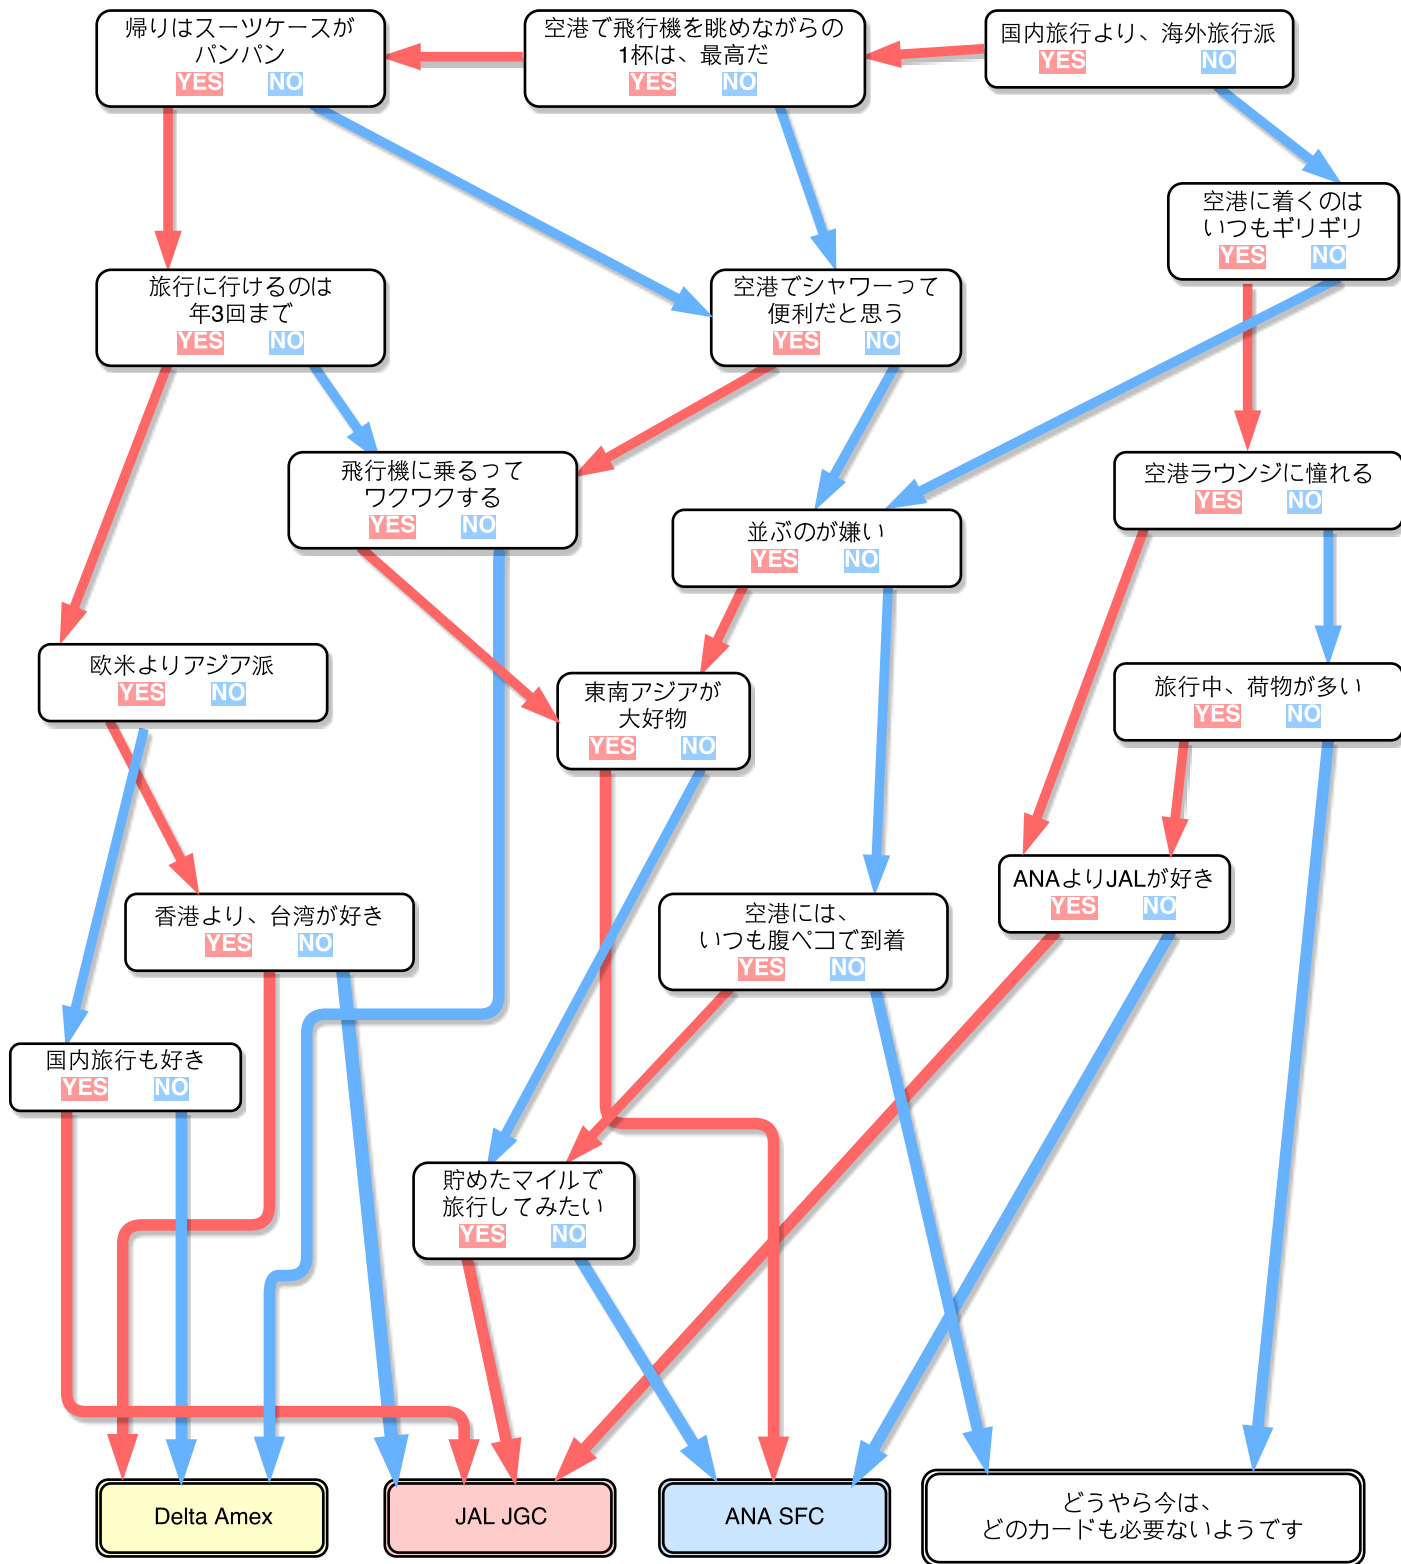 帰りはスーツケースが
パンパン
YES NO
空港で飛行機を眺めながらの
1杯は、最高だ
YES NO
国内旅行より、海外旅行派
YES NO
空港に着くのは
いつもギリギリ
YES NO
旅行に行けるのは
年3回まで
YES NO
空港でシャワーって
便利だと思う
YES NO
飛行機に乗るって
ワクワクする
YES NO
空港ラウンジに憧れる
YES NO
並ぶのが嫌い
YES NO
欧米よりアジア派
YES NO
東南アジアが
大好物
YES NO
旅行中、荷物が多い
YES NO
ANAよりJALが好き
YES NO
香港より、台湾が好き
YES NO
空港には、
いつも腹ペコで到着
YES NO
国内旅行も好き
YES NO
貯めたマイルで
旅行してみたい
YES NO
Delta Amex
JAL JGC
ANA SFC
どうやら今は、
どのカードも必要ないようです